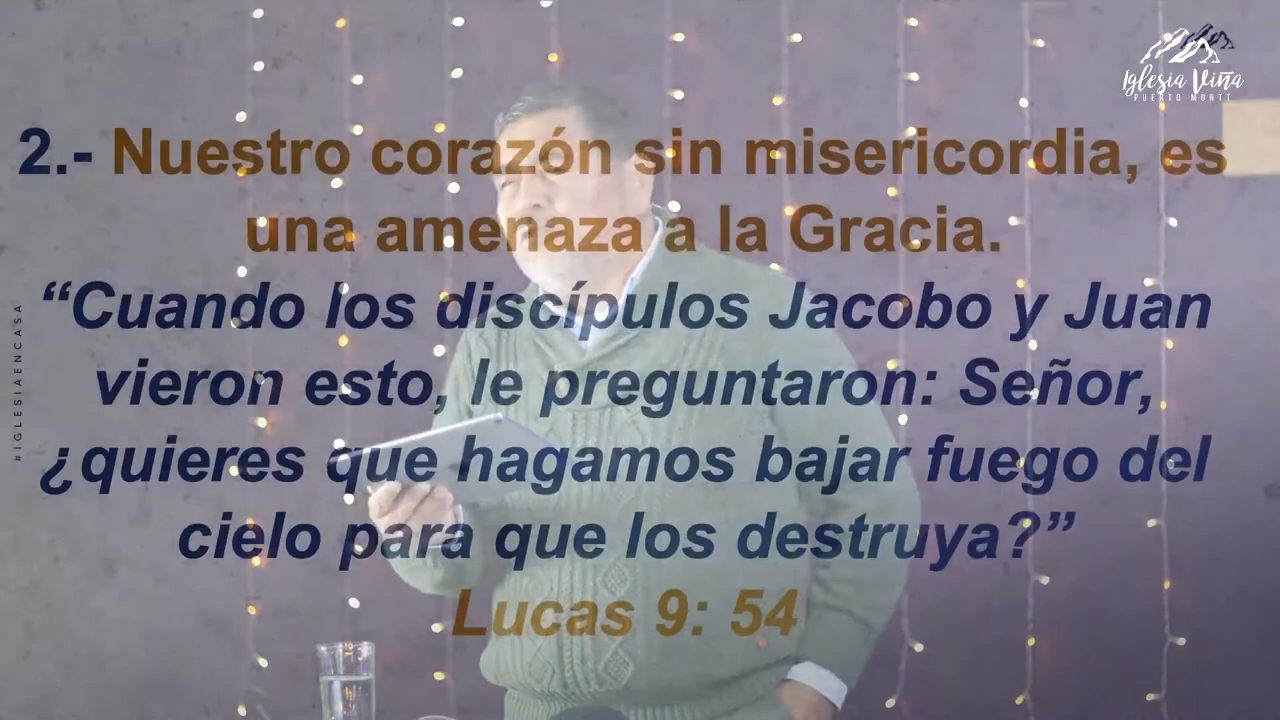 Iglesia Viña
PUERTO MONTT
2.- Nuestro corazón sin misericordia, es
una amenaza a la Gracia.
“Cuando los discípulos Jacobo y Juan
vieron esto, le preguntaron: Señor,
¿quieres que hagamos bajar fuego del
cielo para que los destruya?”
Lucas 9: 54
#IGLESIAENCASA